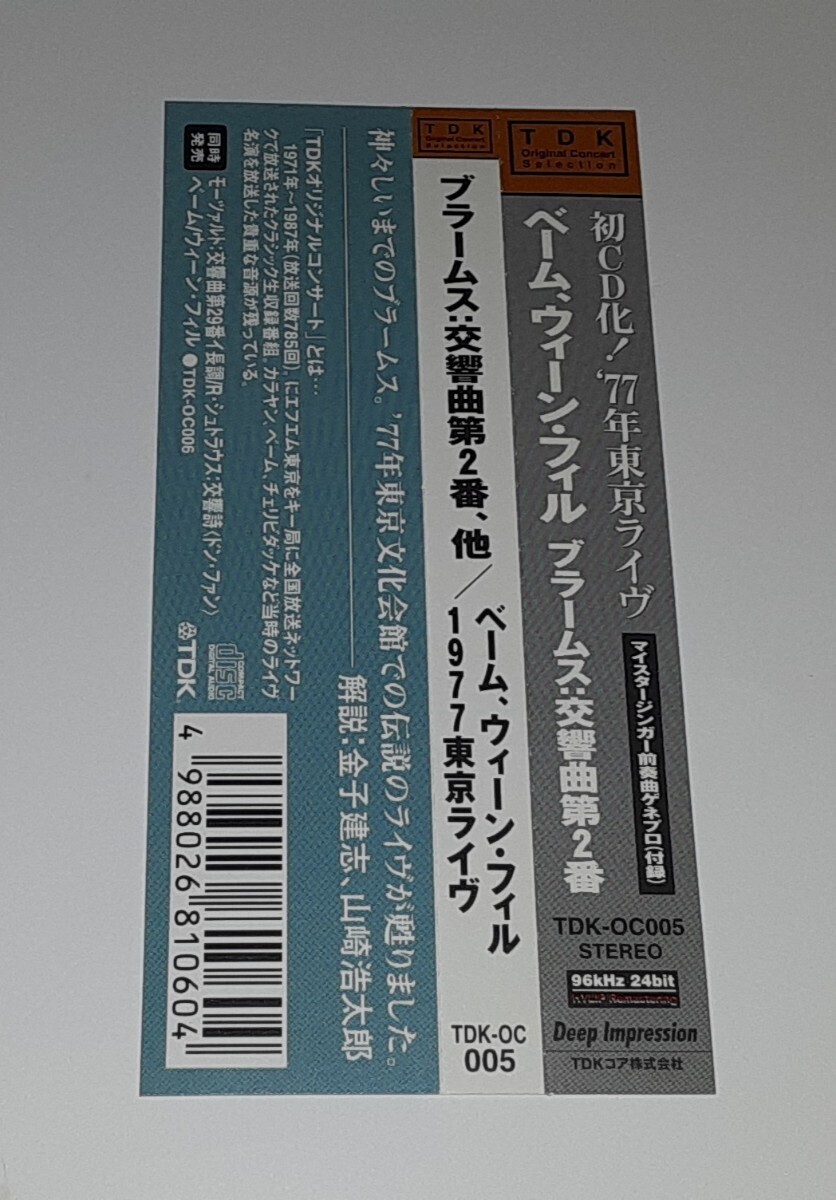 TDK
Original Concert
Selection
初CD化!'77年東京ライヴ
ベーム、ウィーン・フィル ブラームス:交響曲第2番
マイスタージンガー前奏曲ゲネプロ(付録)
TDK-OC005
STEREO
96kHz 24bit
Deep Impression
TDKコア株式会社
TDK
Original Concert
Selection
ブラームス:交響曲第2番、他/ベーム、ウィーン・フィル
1977東京ライヴ
TDK-OC
005
神々しいまでのブラームス。'77年東京文化会館での伝説のライヴが甦りました。
解説:金子建志、山崎浩太郎
「TDKオリジナルコンサート」とは…
1971年〜1987年(放送回数785回)、にエフエム東京をキー局に全国放送ネットワー
クで放送されたクラシック生収録番組。カラヤン、ベーム、チェリビダッケなど当時のライヴ
名演を放送した貴重な音源が残っている。
同時
発売
モーツァルト:交響曲第29番イ長調/R・シュトラウス:交響詩〈ドン・ファン〉
ベーム/ウィーン・フィル ●TDK-OC006
COMPACT
disc
DIGITAL AUDIO
TDK
4 988026 810604